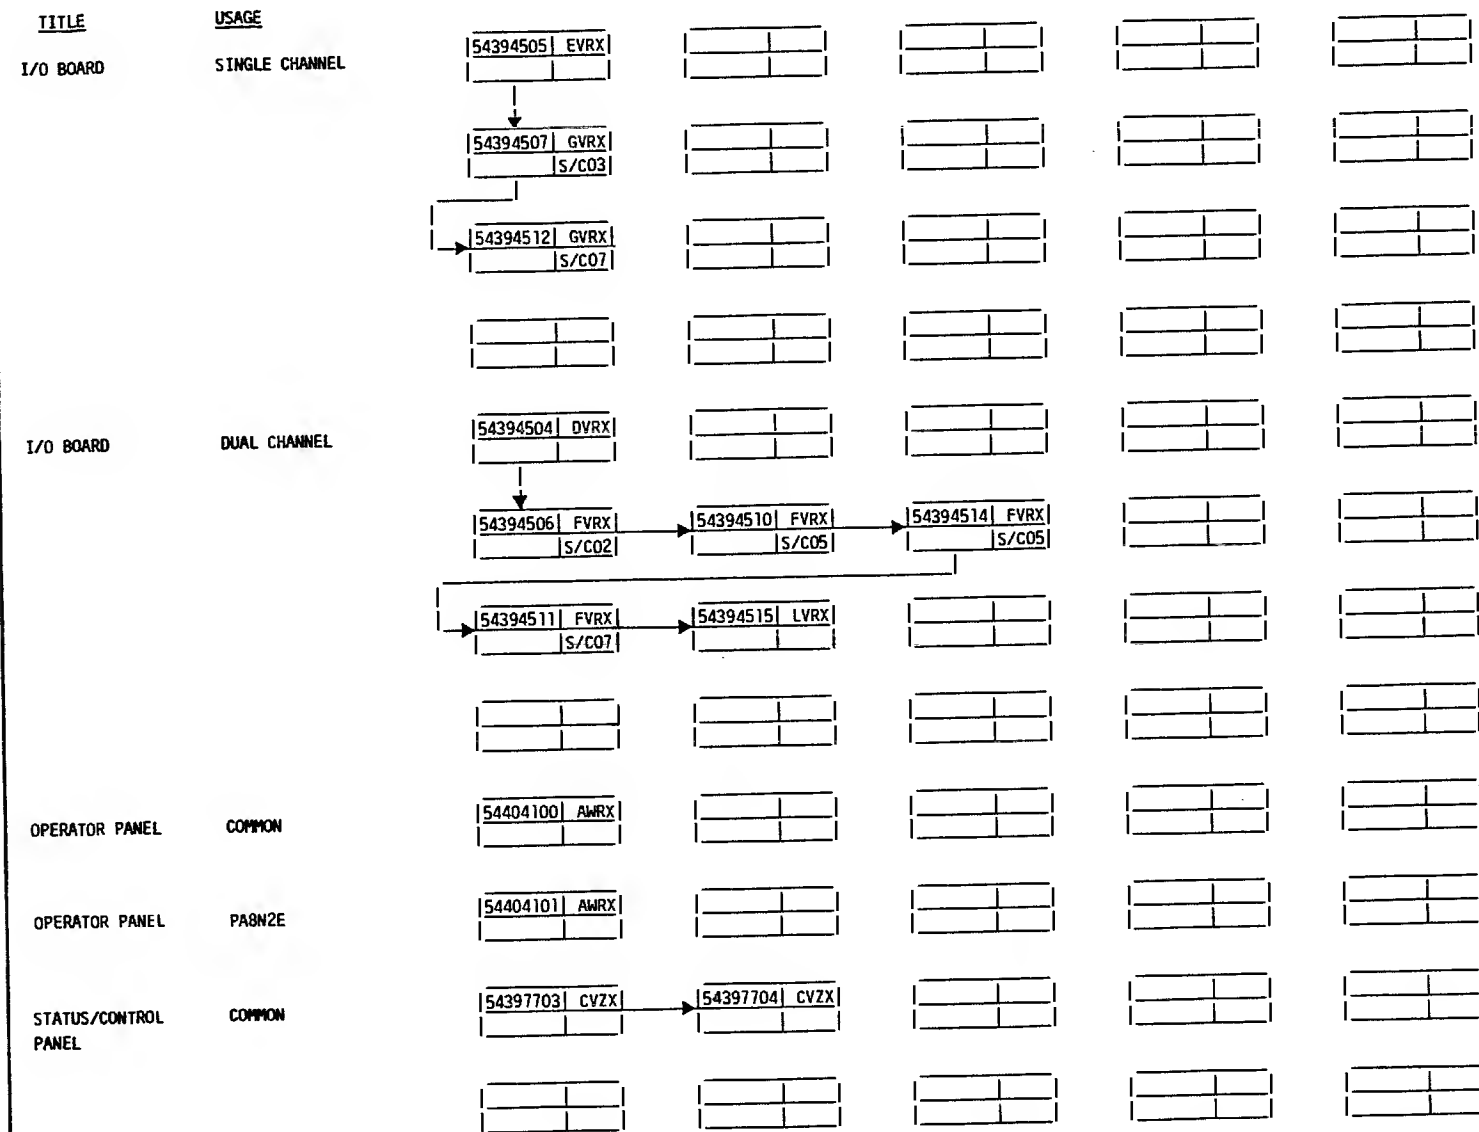 TITLE USAGE
I/O BOARD SINGLE CHANNEL 54394505 EVRX
54394507 GVRX
S/C03
54394512 GVRX
S/C07
I/O BOARD DUAL CHANNEL 54394504 DVRX
54394506 FVRX 54394510 FVRX 54394514 FVRX
S/C02 S/C05 S/C05
54394511 FVRX 54394515 LVRX
S/C07
OPERATOR PANEL COMMON 54404100 AWRX
OPERATOR PANEL PA8N2E 54404101 AWRX
STATUS/CONTROL COMMON 54397703 CVZX 54397704 CVZX
PANEL